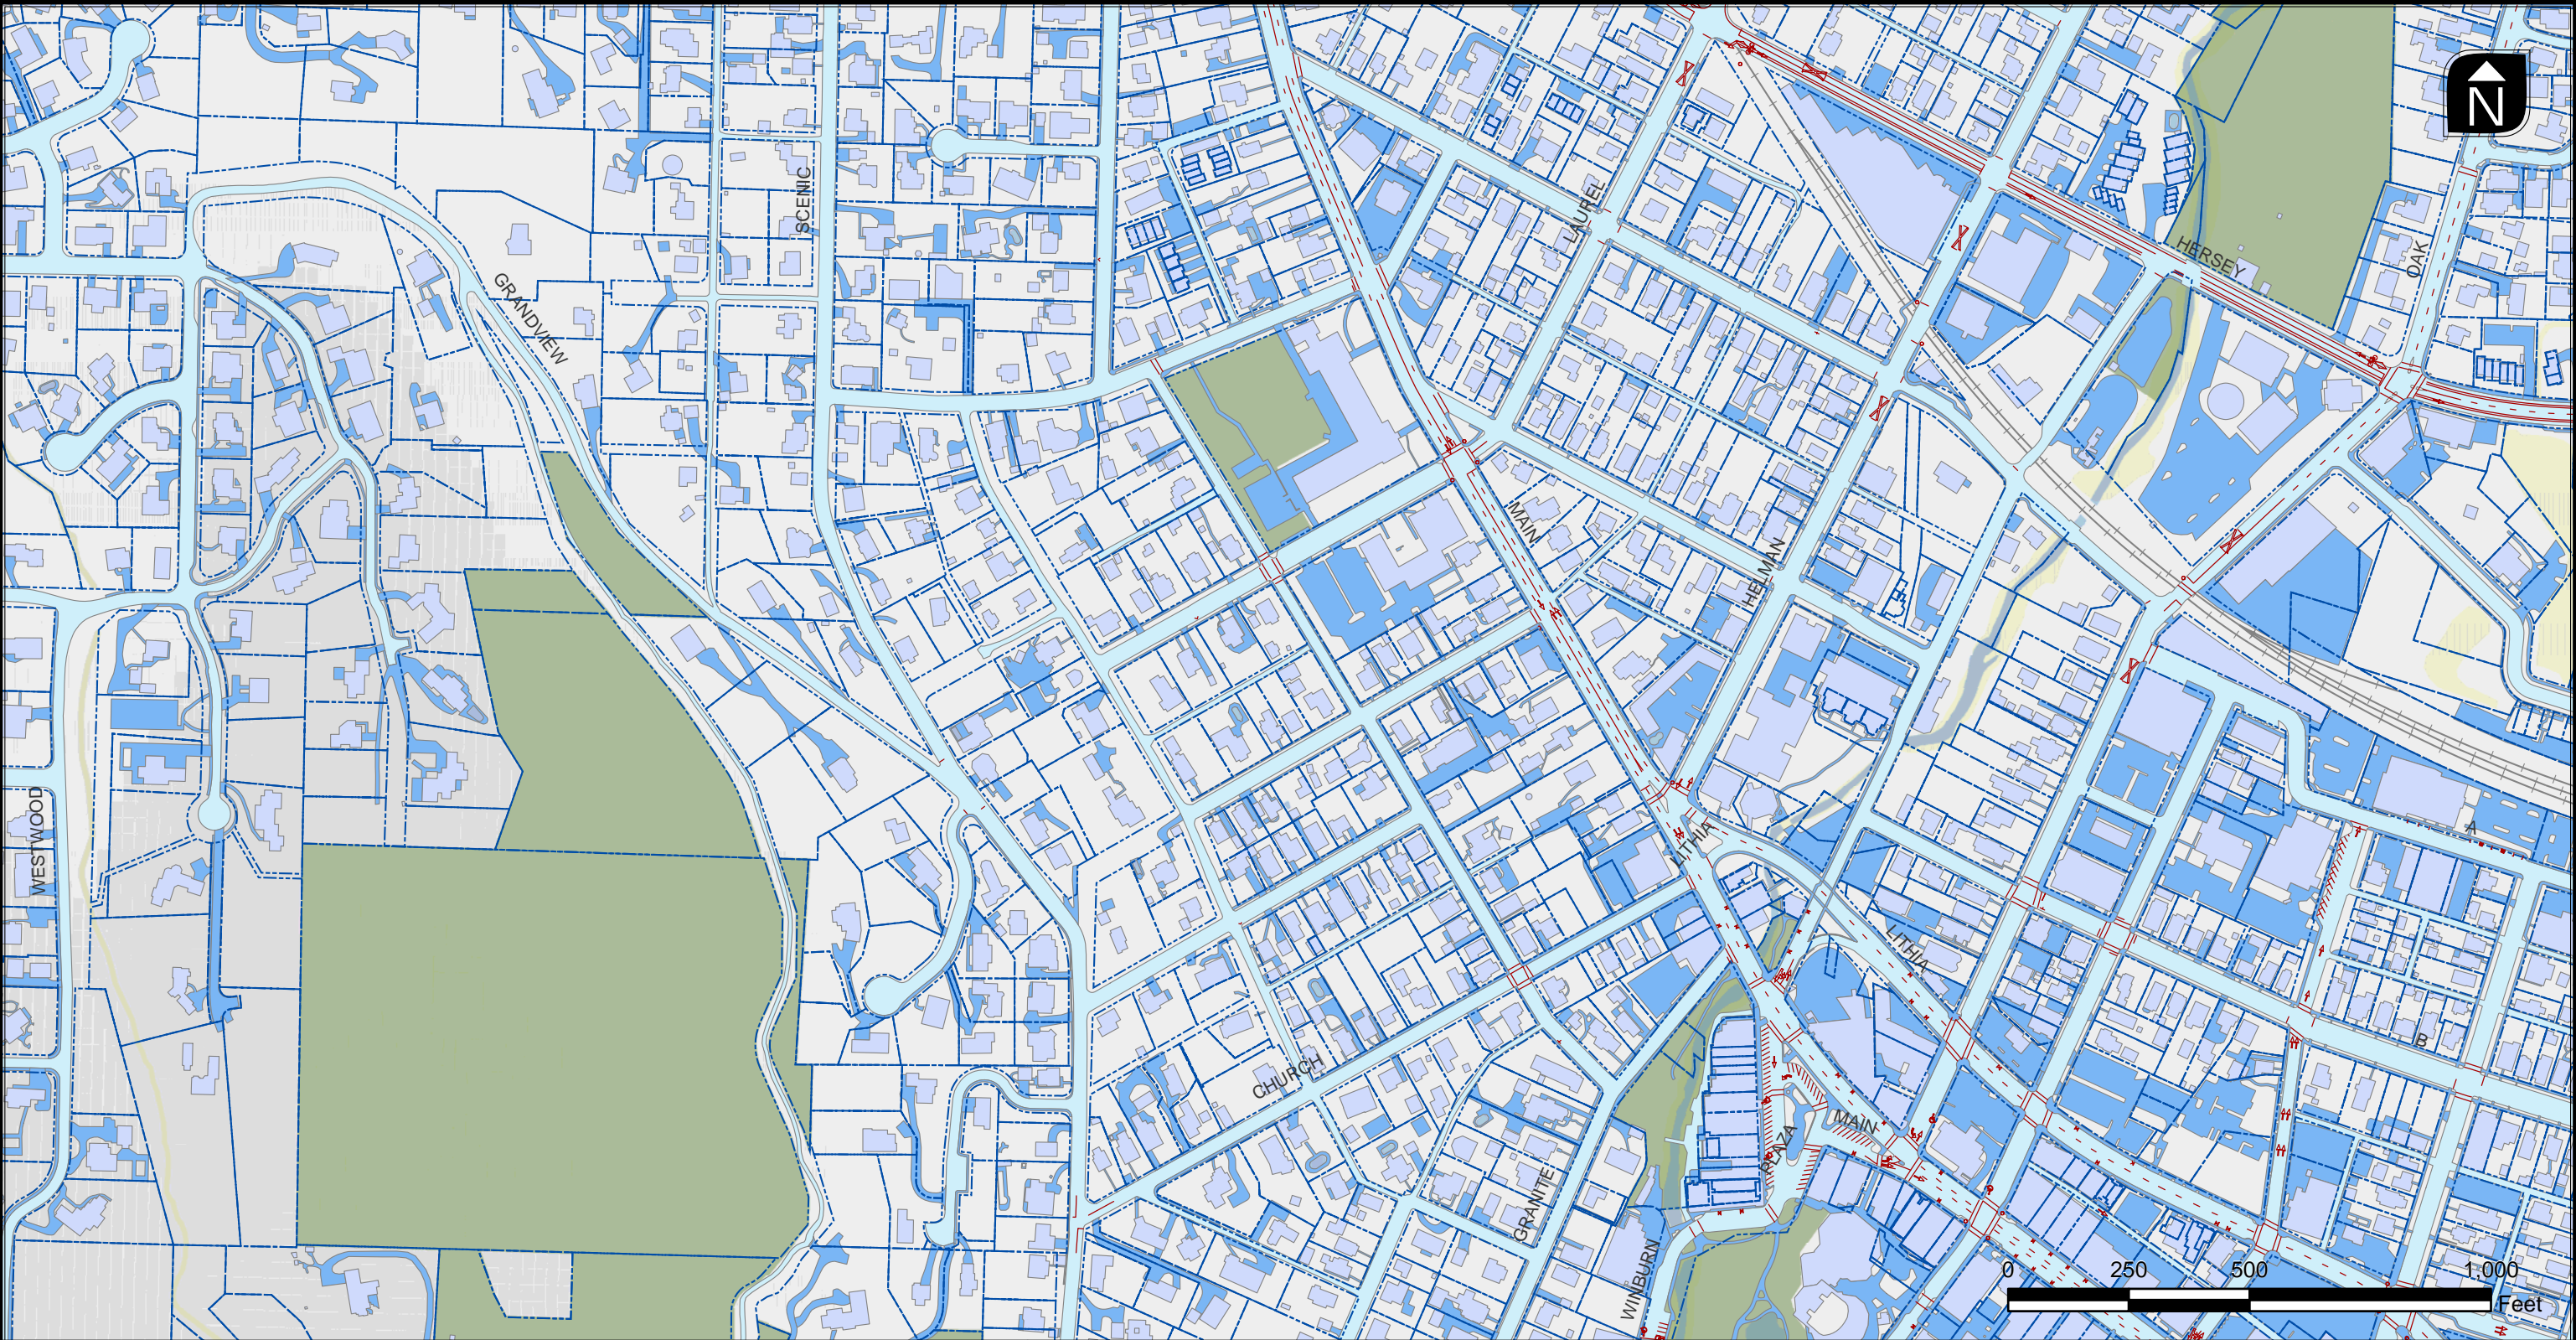 N
SCENIC
LAUREL
HERSEY
OAK
GRANDVIEW
MAIN
HELMAN
WESTWOOD
LITHIA
A
LITHIA
B
CHURCH
MAIN
PLAZA
GRANITE
WINBURN
0 250 500 1,000
Feet